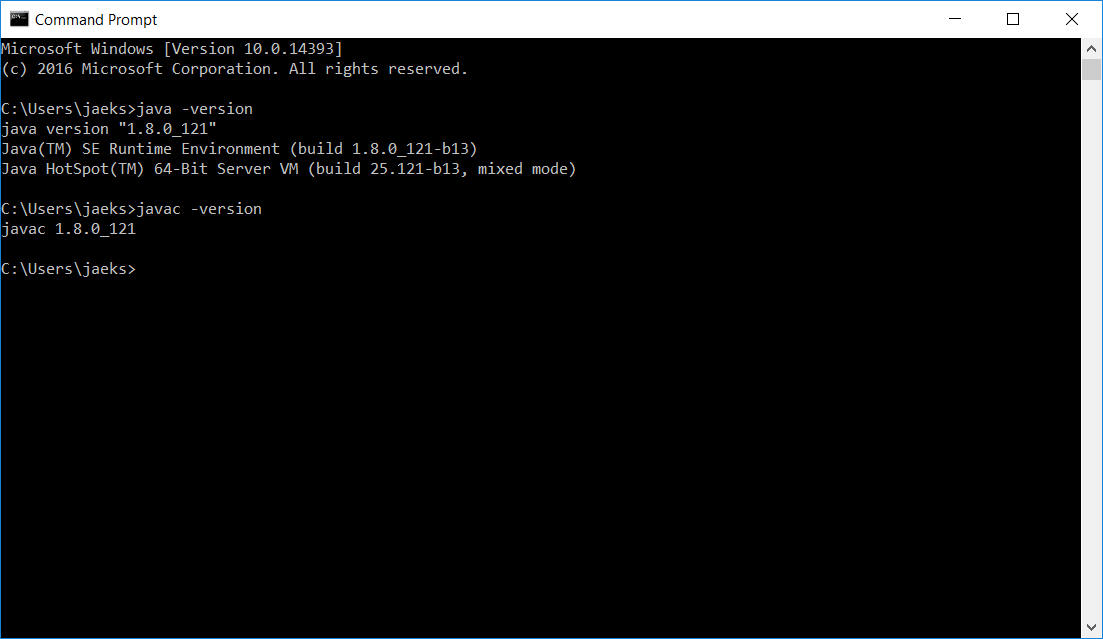 Command Prompt
Microsoft Windows [Version 10.0.14393]
(c) 2016 Microsoft Corporation. All rights reserved.
C:\Users\jaeks>java -version
java version "1.8.0_121"
Java(TM) SE Runtime Environment (build 1.8.0_121-b13)
Java HotSpot(TM) 64-Bit Server VM (build 25.121-b13, mixed mode)
C:\Users\jaeks>javac -version
javac 1.8.0_121
C:\Users\jaeks>